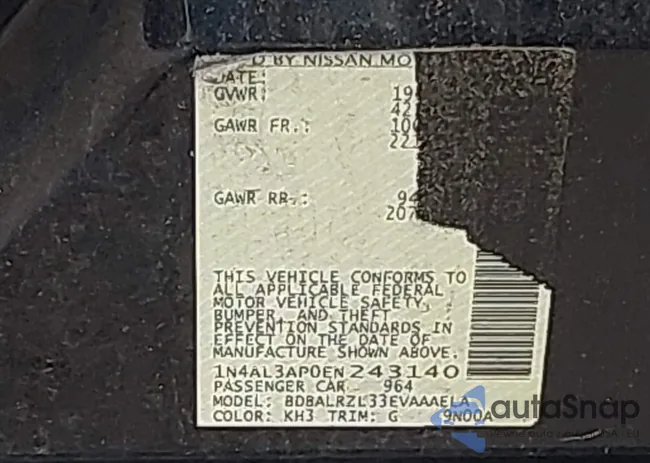 D BY NISSAN MO
DATE:
GVWR: 19
42
GAWR FR.: 100
221
GAWR RR.: 94
207
THIS VEHICLE CONFORMS TO
ALL APPLICABLE FEDERAL
MOTOR VEHICLE SAFETY,
BUMPER, AND THEFT
PREVENTION STANDARDS IN
EFFECT ON THE DATE OF
MANUFACTURE SHOWN ABOVE.
1N4AL3AP0EN243140
PASSENGER CAR 964
MODEL: BDBALRZL33EVAAAELA
COLOR: KH3 TRIM: G 9N00A
autoSnap